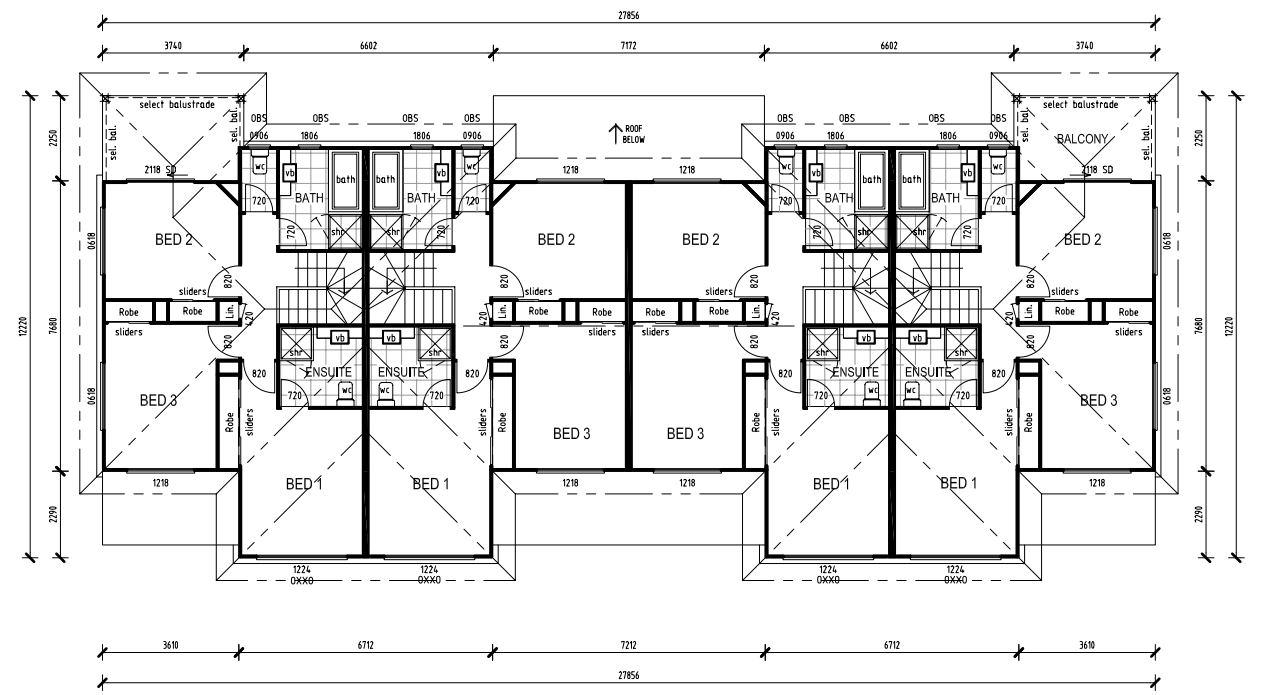 27856
3740 6602 7172 6602 3740
select balustrade
select balustrade
OBS OBS OBS OBS OBS OBS OBS OBS
sel. bal. sel. bal.
0906 1806 1806 0906
ROOF
BELOW
0906 1806 1806 0906
sel. bal. BALCONY sel. bal.
2250 2250
2118 SD 1218 1218 2118 SD
wc vb bath bath vb wc wc vb bath bath vb wc
720 BATH BATH 720 720 BATH BATH 720
720 shr shr 720 720 shr shr 720
0618 BED 2 BED 2 BED 2 BED 2 0618
820 820 820 820
sliders sliders sliders sliders
Robe Robe Lin. Lin. Robe Robe Robe Robe Lin. Lin. Robe Robe
420 420 420 420
sliders sliders sliders sliders
12220 7680 7680 12220
820 shr vb vb shr shr vb vb shr 820
820 ENSUITE ENSUITE 820 820 ENSUITE ENSUITE 820
720 wc wc 720 720 wc wc 720
0618 BED 3 BED 3 0618
Robe sliders sliders Robe Robe sliders sliders Robe
BED 3 BED 3
1218 BED 1 BED 1 1218 1218 BED 1 BED 1 1218
2290 2290
1224 1224 1224 1224
OXXO OXXO OXXO OXXO
3610 6712 7212 6712 3610
27856